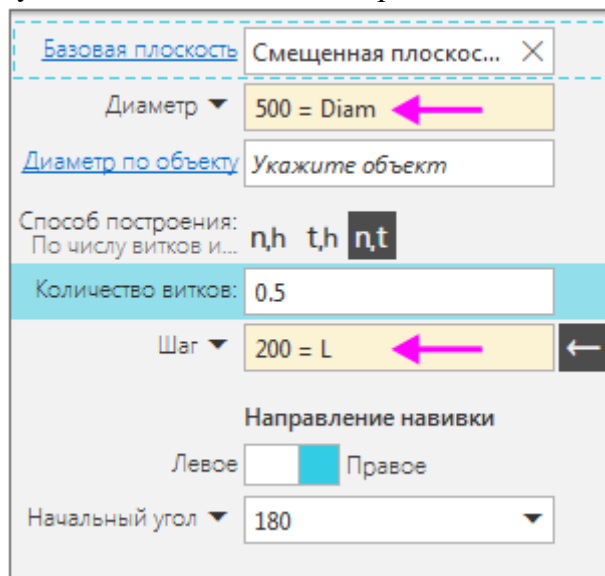 Базовая плоскость Смещенная плоскос...
Диаметр 500 = Diam
Диаметр по объекту Укажите объект
Способ построения:
По числу витков и... n,h t,h n,t
Количество витков: 0.5
Шаг 200 = L
Направление навивки
Левое Правое
Начальный угол 180